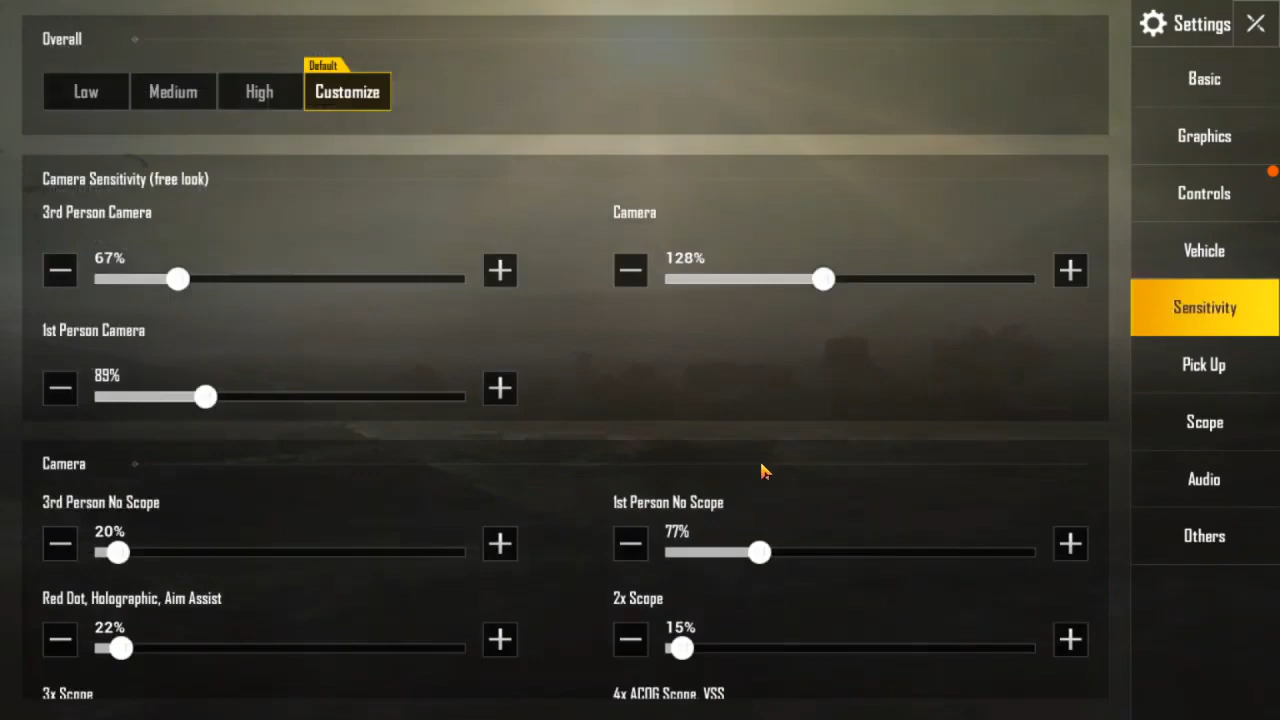 Overall
Default
Low
Medium
High
Customize
Camera Sensitivity (free look)
3rd Person Camera
67%
Camera
128%
1st Person Camera
89%
Camera
3rd Person No Scope
20%
1st Person No Scope
77%
Red Dot, Holographic, Aim Assist
22%
2x Scope
15%
3x Scope
4x ACOG Scope, VSS
Settings
Basic
Graphics
Controls
Vehicle
Sensitivity
Pick Up
Scope
Audio
Others